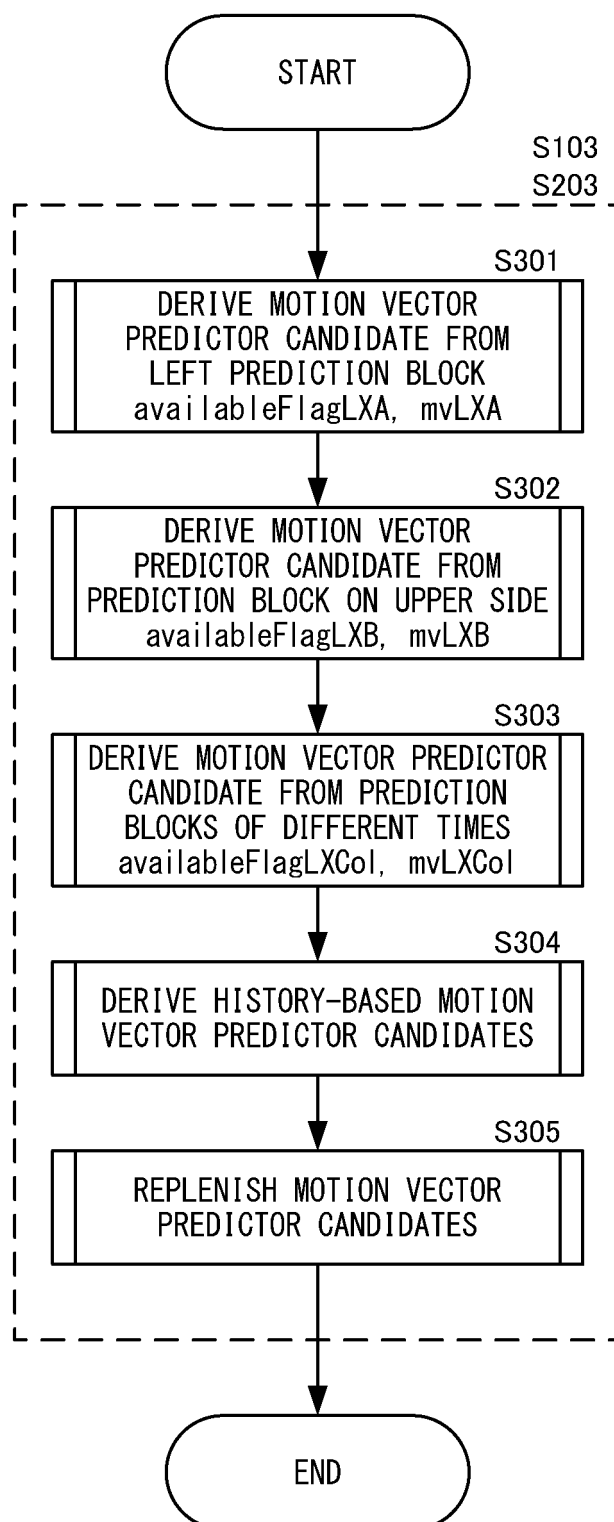 START
S103
S203
S301
DERIVE MOTION VECTOR
PREDICTOR CANDIDATE FROM
LEFT PREDICTION BLOCK
availableFlagLXA, mvLXA
S302
DERIVE MOTION VECTOR
PREDICTOR CANDIDATE FROM
PREDICTION BLOCK ON UPPER SIDE
availableFlagLXB, mvLXB
S303
DERIVE MOTION VECTOR PREDICTOR
CANDIDATE FROM PREDICTION
BLOCKS OF DIFFERENT TIMES
availableFlagLXCol, mvLXCol
S304
DERIVE HISTORY-BASED MOTION
VECTOR PREDICTOR CANDIDATES
S305
REPLENISH MOTION VECTOR
PREDICTOR CANDIDATES
END